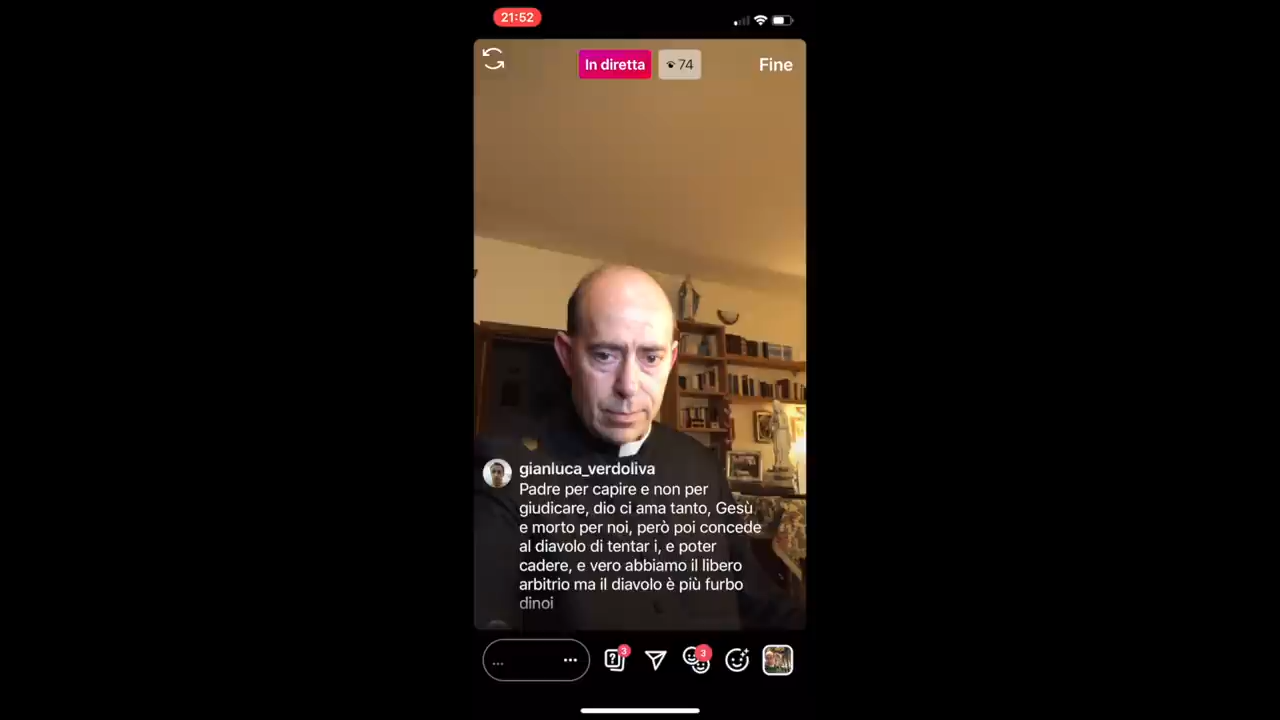 21:52
In diretta
74
Fine
gianluca_verdoliva
Padre per capire e non per
giudicare, dio ci ama tanto, Gesù
e morto per noi, però poi concede
al diavolo di tentar i, e poter
cadere, e vero abbiamo il libero
arbitrio ma il diavolo è più furbo
dinoi
...
3
3